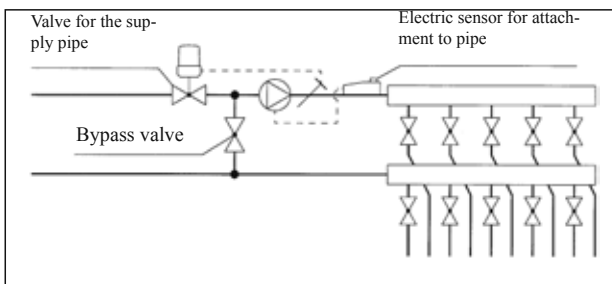 Valve for the sup-
ply pipe
Electric sensor for attach-
ment to pipe
Bypass valve